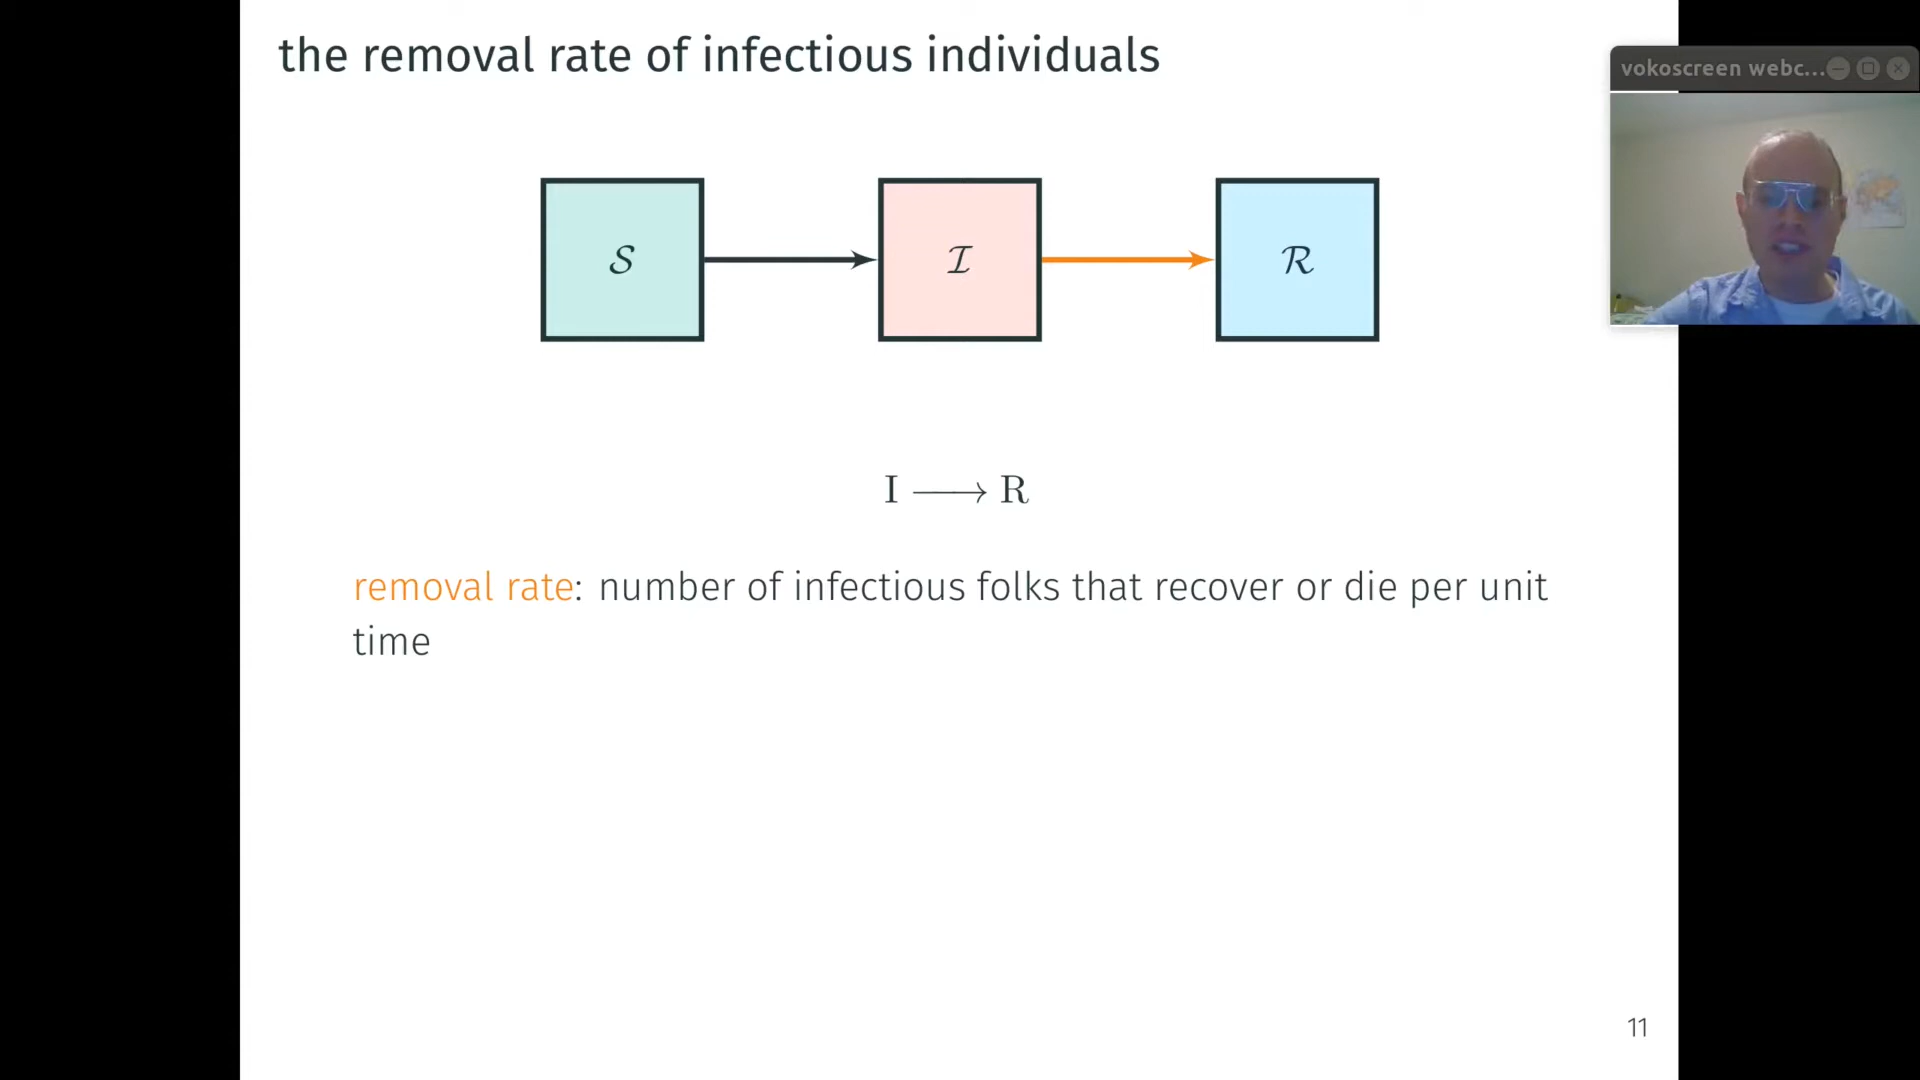 the removal rate of infectious individuals
vokoscreen webc...
S I R
I ⟶ R
removal rate: number of infectious folks that recover or die per unit
time
11